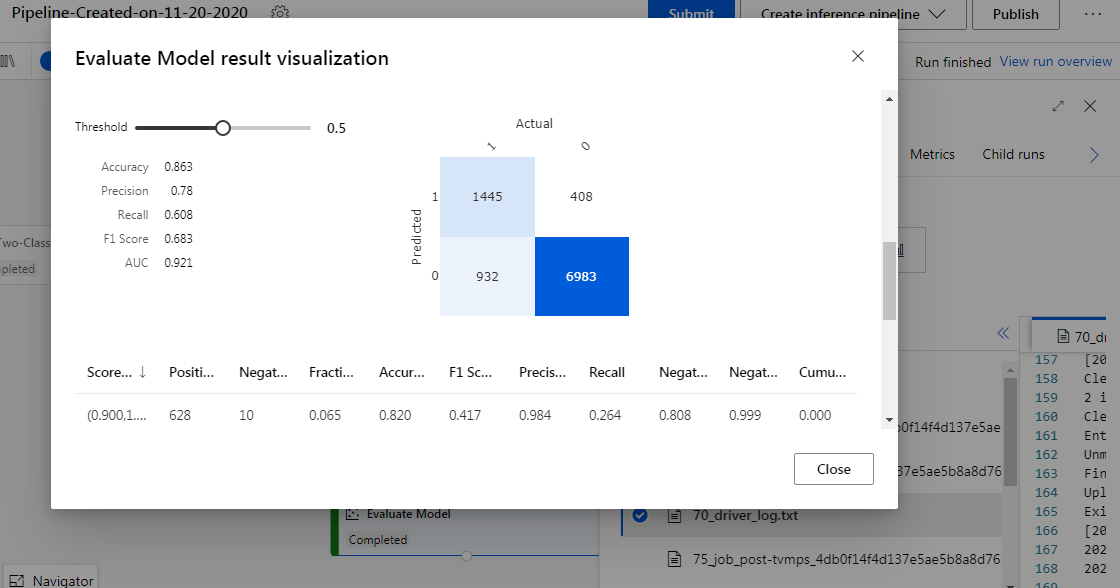 Pipeline-Created-on-11-20-2020
Submit
Create inference pipeline
Publish
...
Evaluate Model result visualization
Run finished View run overview
Threshold 0.5
Actual
1 0
Metrics Child runs
Accuracy 0.863
Precision 0.78
Recall 0.608
F1 Score 0.683
AUC 0.921
Predicted
1 1445 408
0 932 6983
Two-Class
mpleted
Score... Positi... Negat... Fracti... Accur... F1 Sc... Precis... Recall Negat... Negat... Cumu...
(0.900,1.... 628 10 0.065 0.820 0.417 0.984 0.264 0.808 0.999 0.000
Close
70_dr
157 [20
158 Cle
159 2 i
160 Cle
161 Ent
162 Unm
163 Fin
164 Upl
165 Exi
166 [20
167 202
168 202
169
b0f14f4d137e5ae
37e5ae5b8a8d76
70_driver_log.txt
75_job_post-tvmps_4db0f14f4d137e5ae5b8a8d76
Evaluate Model
Completed
Navigator